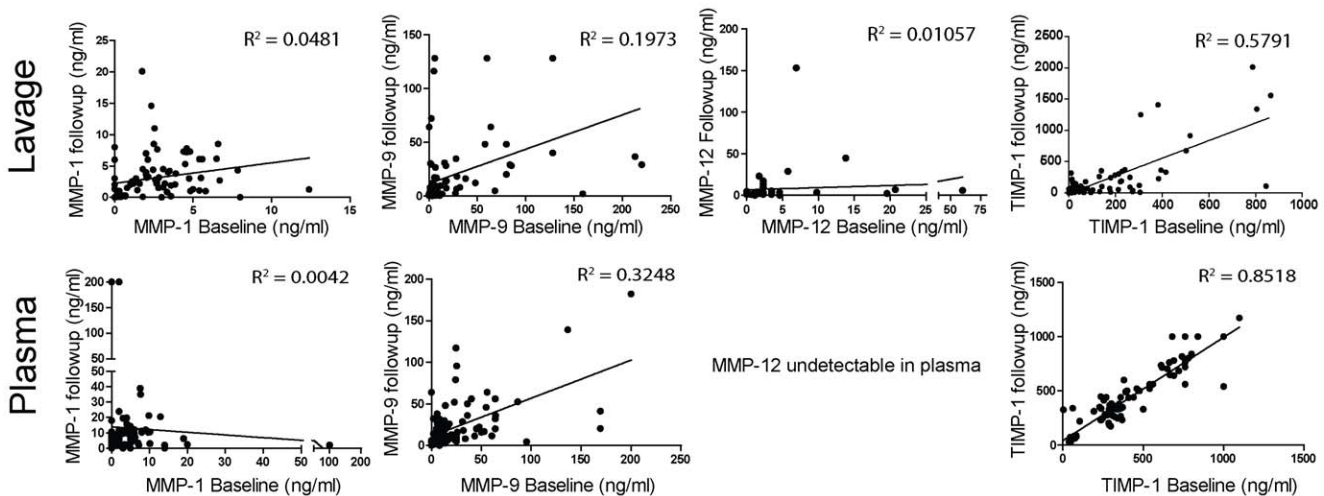 Lavage
MMP-1 followup (ng/ml)
25
20
15
10
5
0
0 5 10 15
MMP-1 Baseline (ng/ml)
R² = 0.0481
MMP-9 followup (ng/ml)
150
100
50
0
0 50 100 150 200 250
MMP-9 Baseline (ng/ml)
R² = 0.1973
MMP-12 Followup (ng/ml)
200
150
100
50
0
0 5 10 15 20 25 50 75
MMP-12 Baseline (ng/ml)
R² = 0.01057
TIMP-1 followup (ng/ml)
2500
2000
1500
1000
500
0
0 200 400 600 800 1000
TIMP-1 Baseline (ng/ml)
R² = 0.5791
Plasma
MMP-1 followup (ng/ml)
200
150
100
50
50
40
30
20
10
0
0 10 20 30 40 50 100 200
MMP-1 Baseline (ng/ml)
R² = 0.0042
MMP-9 followup (ng/ml)
200
150
100
50
0
0 50 100 150 200 250
MMP-9 Baseline (ng/ml)
R² = 0.3248
MMP-12 undetectable in plasma
TIMP-1 followup (ng/ml)
1500
1000
500
0
0 500 1000 1500
TIMP-1 Baseline (ng/ml)
R² = 0.8518